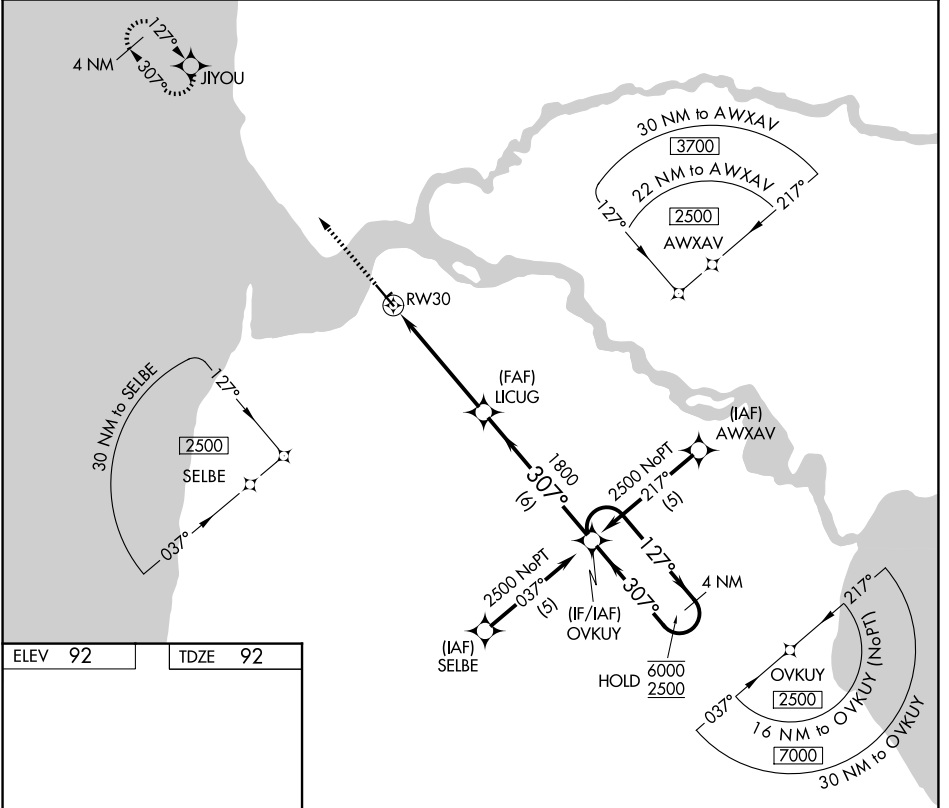 127°
4 NM
307°
JIYOU
30 NM to AWXAV
3700
22 NM to AWXAV
127°
217°
2500
AWXAV
RW30
(FAF)
LICUG
30 NM to SELBE
127°
2500
SELBE
037°
(IAF)
AWXAV
1800
307°
(6)
2500 NoPT
217°
(5)
127°
4 NM
307°
2500 NoPT
037°
(5)
(IF/IAF)
OVKUY
(IAF)
SELBE
HOLD 6000
2500
217°
OVKUY
2500
037°
16 NM to OVKUY (NoPT)
7000
30 NM to OVKUY
ELEV 92
TDZE 92